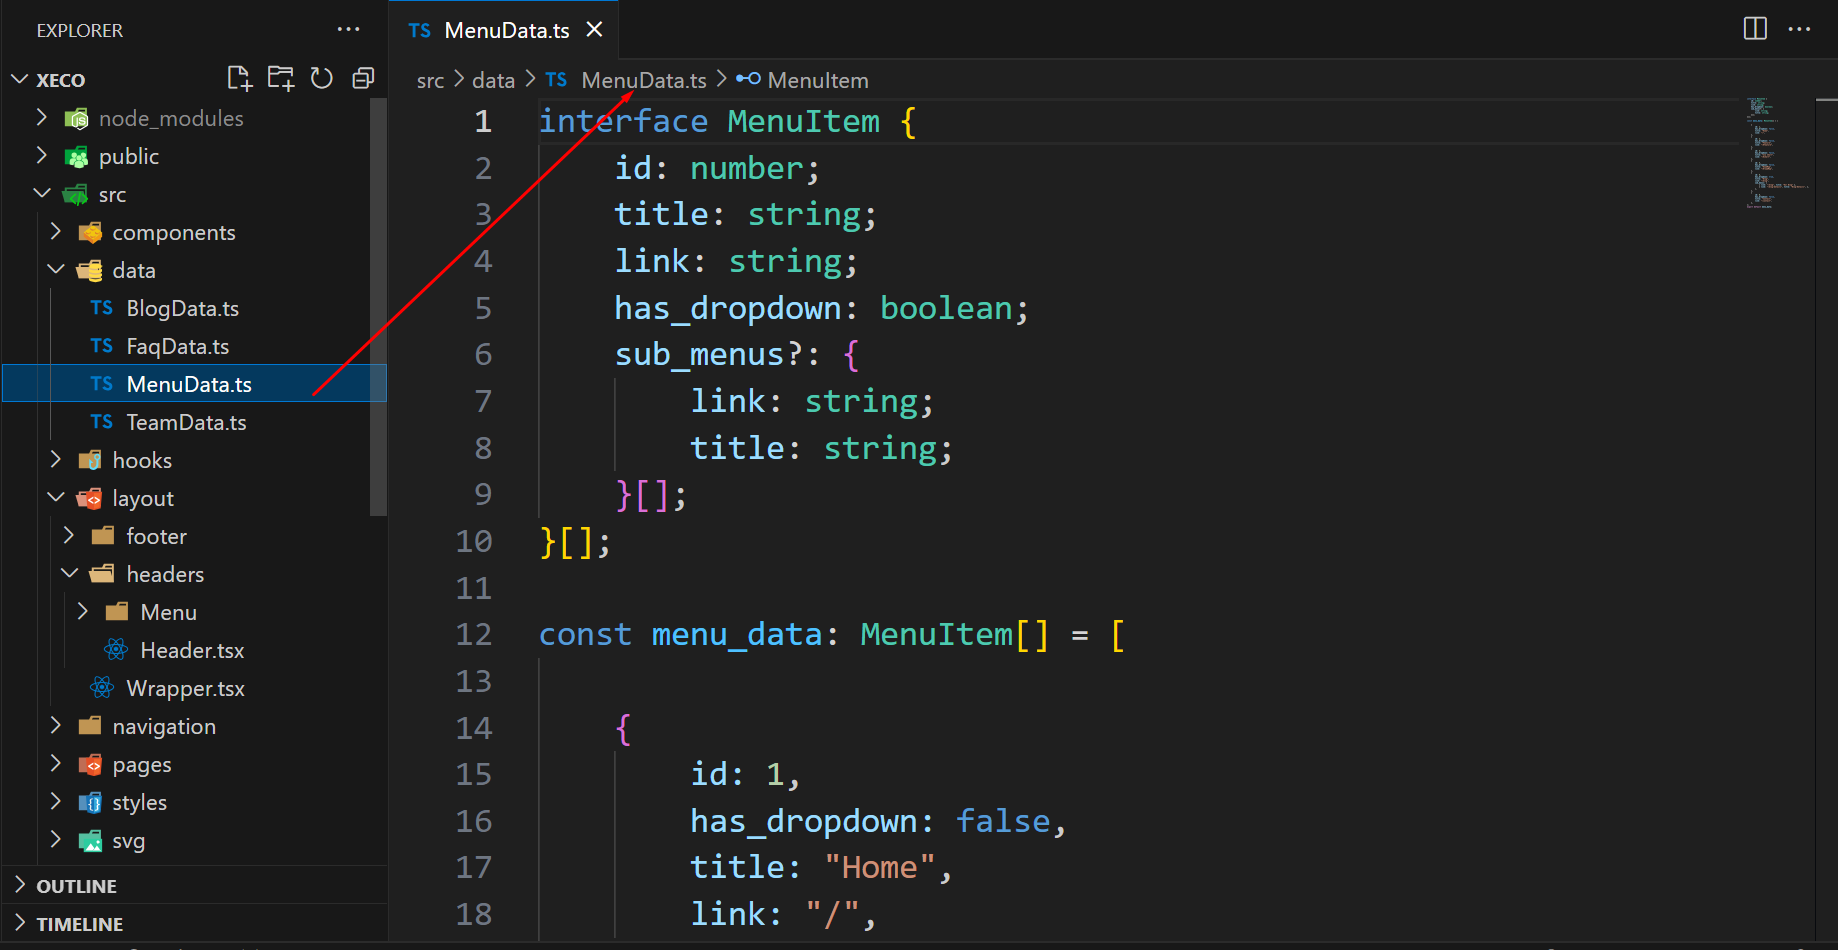 EXPLORER
XECO
node_modules
public
src
components
data
TS BlogData.ts
TS FaqData.ts
TS MenuData.ts
TS TeamData.ts
hooks
layout
footer
headers
Menu
Header.tsx
Wrapper.tsx
navigation
pages
styles
svg
OUTLINE
TIMELINE
TS MenuData.ts
src > data > TS MenuData.ts > MenuItem
1 interface MenuItem {
2 id: number;
3 title: string;
4 link: string;
5 has_dropdown: boolean;
6 sub_menus?: {
7 link: string;
8 title: string;
9 }[];
10 }[];
11
12 const menu_data: MenuItem[] = [
13
14 {
15 id: 1,
16 has_dropdown: false,
17 title: "Home",
18 link: "/",